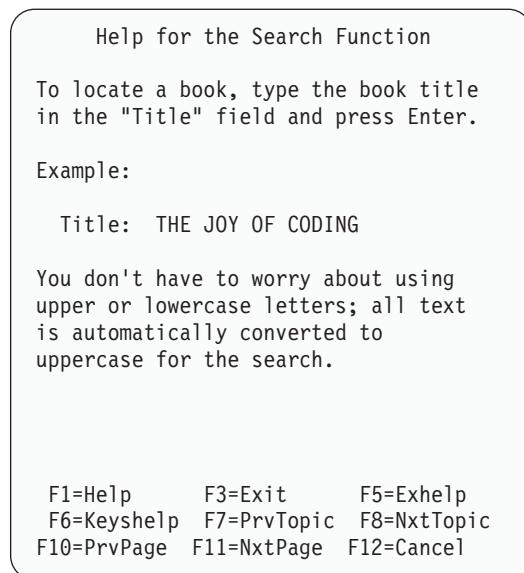 Help for the Search Function
To locate a book, type the book title
in the "Title" field and press Enter.
Example:
Title: THE JOY OF CODING
You don't have to worry about using
upper or lowercase letters; all text
is automatically converted to
uppercase for the search.
F1=Help F3=Exit F5=Exhelp
F6=Keyshelp F7=PrvTopic F8=NxtTopic
F10=PrvPage F11=NxtPage F12=Cancel